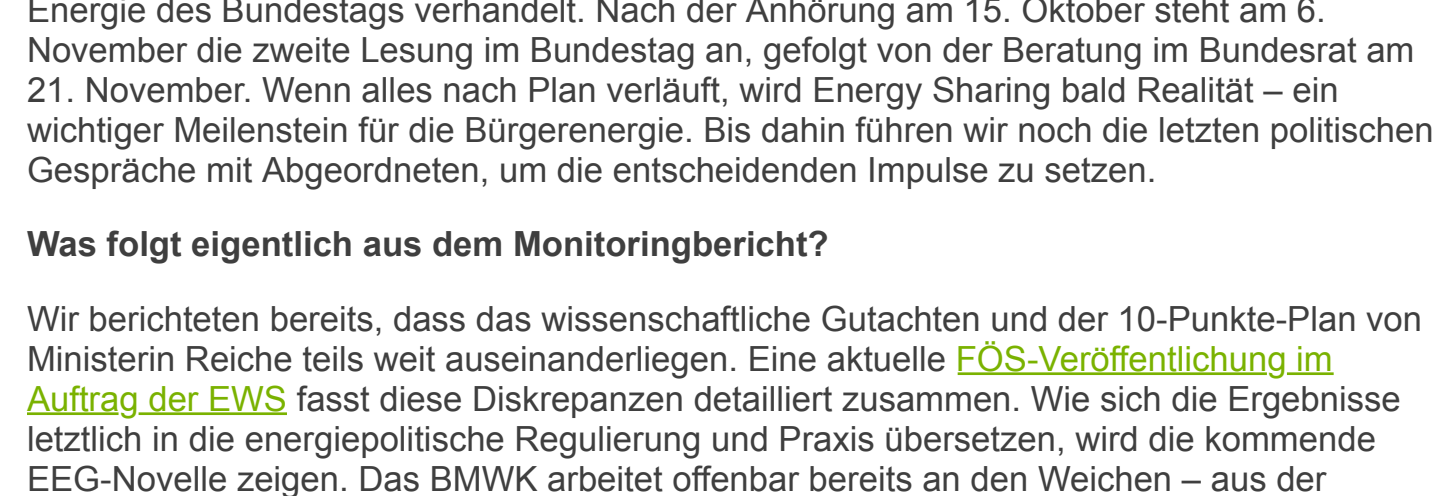 Energie des Bundestags verhandelt. Nach der Anhörung am 15. Oktober steht am 6.
November die zweite Lesung im Bundestag an, gefolgt von der Beratung im Bundesrat am
21. November. Wenn alles nach Plan verläuft, wird Energy Sharing bald Realität – ein
wichtiger Meilenstein für die Bürgerenergie. Bis dahin führen wir noch die letzten politischen
Gespräche mit Abgeordneten, um die entscheidenden Impulse zu setzen.
Was folgt eigentlich aus dem Monitoringbericht?
Wir berichteten bereits, dass das wissenschaftliche Gutachten und der 10-Punkte-Plan von
Ministerin Reiche teils weit auseinanderliegen. Eine aktuelle FÖS-Veröffentlichung im
Auftrag der EWS fasst diese Diskrepanzen detailliert zusammen. Wie sich die Ergebnisse
letztlich in die energiepolitische Regulierung und Praxis übersetzen, wird die kommende
EEG-Novelle zeigen. Das BMWK arbeitet offenbar bereits an den Weichen – aus der